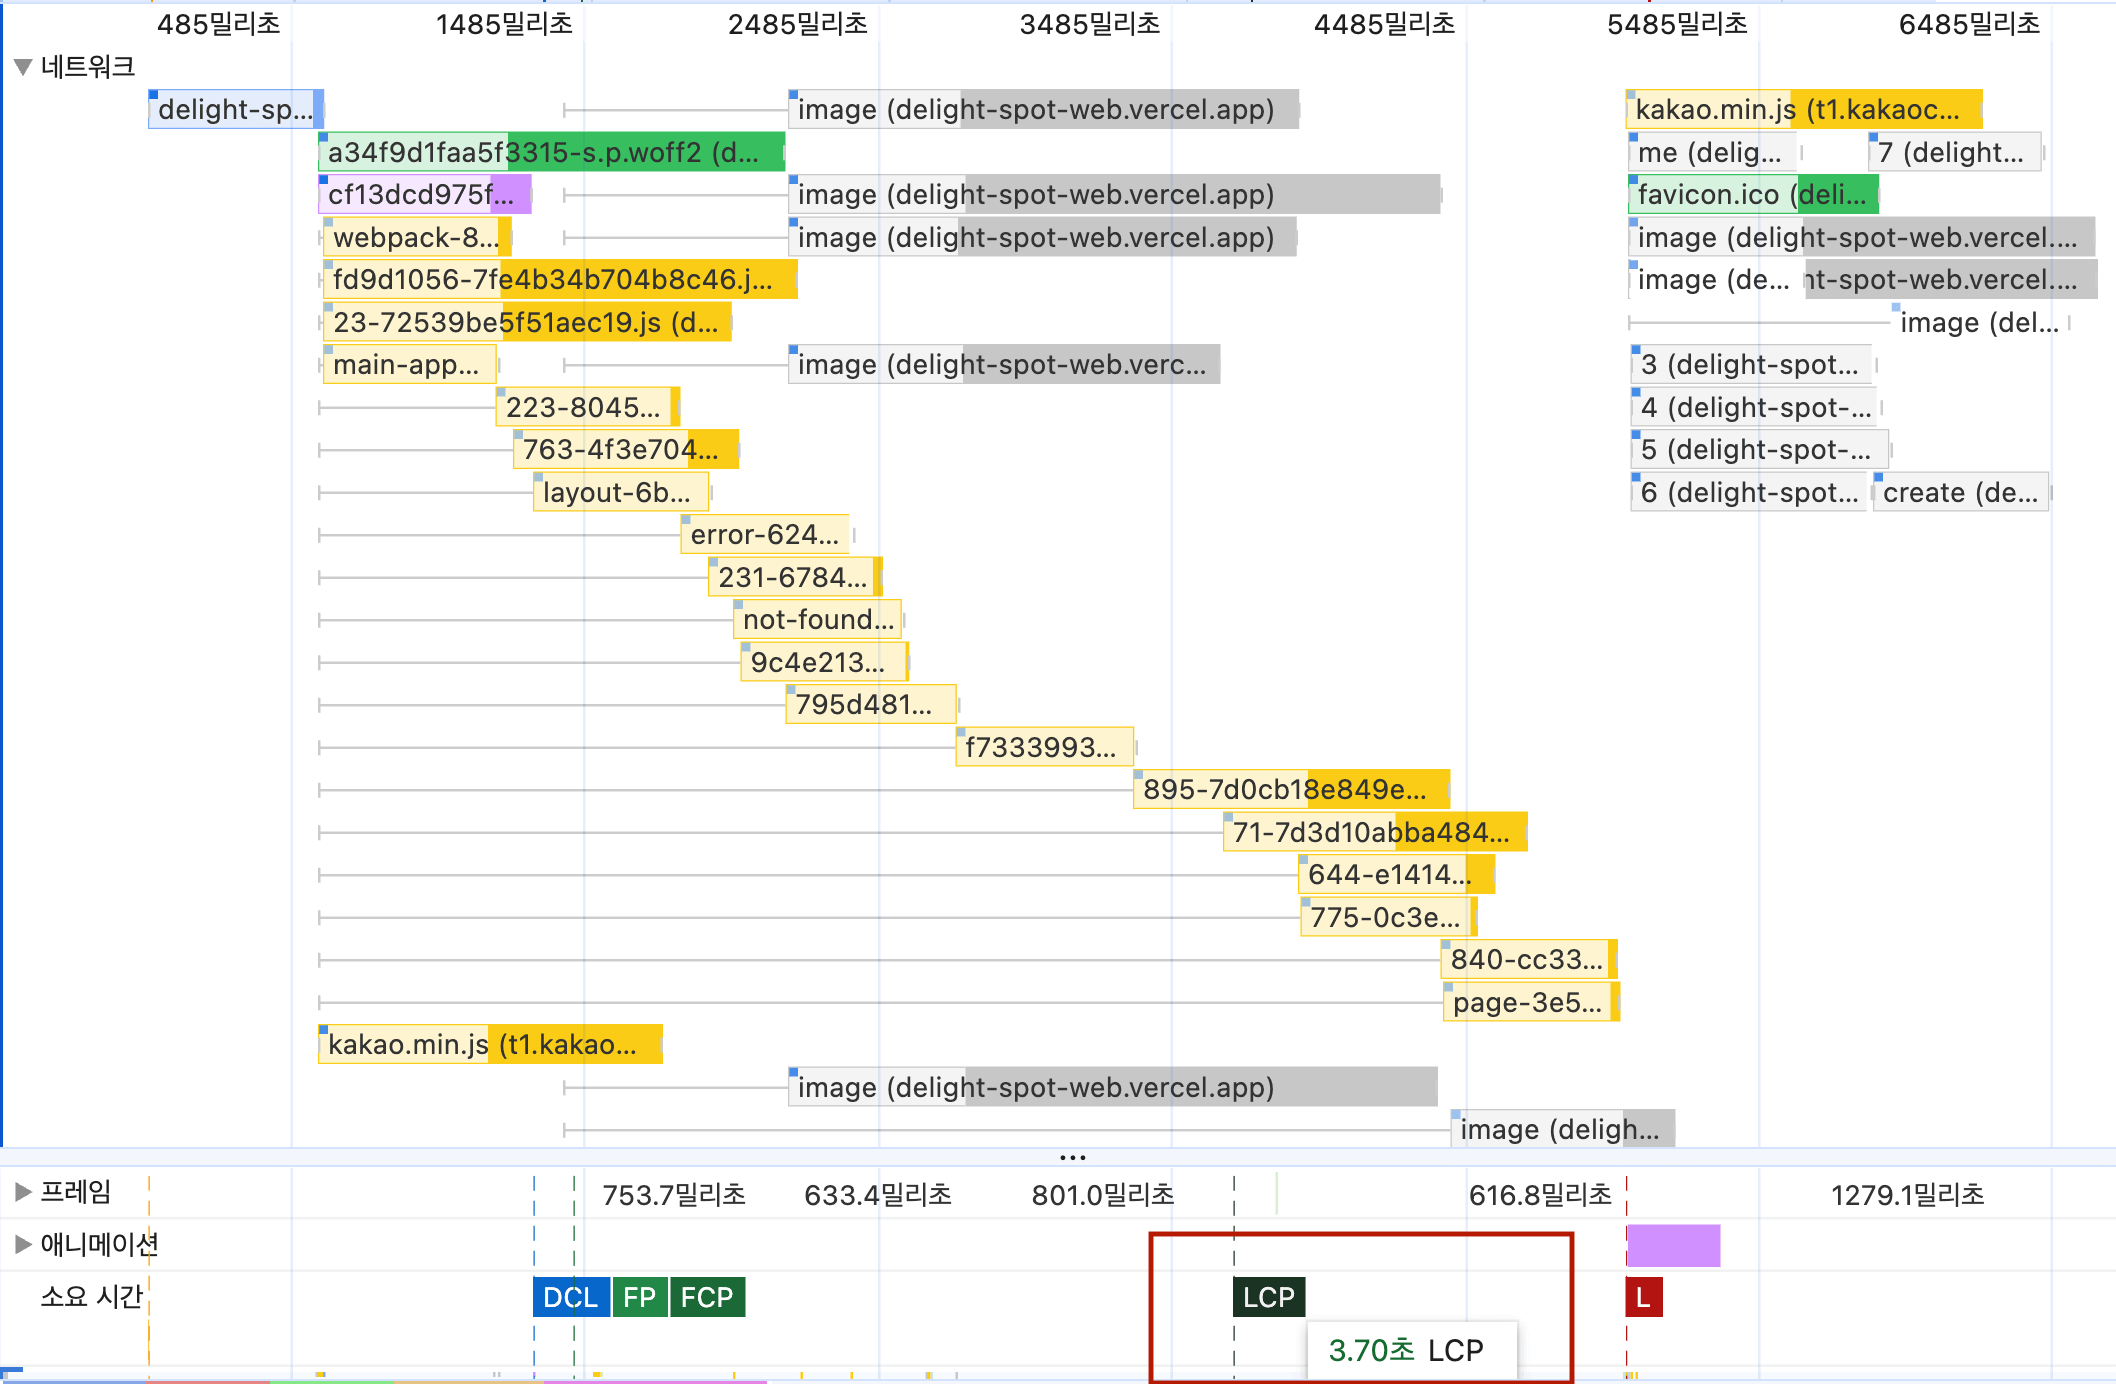 485밀리초 1485밀리초 2485밀리초 3485밀리초 4485밀리초 5485밀리초 6485밀리초
네트워크
delight-sp... image (delight-spot-web.vercel.app) kakao.min.js (t1.kakaoc...
a34f9d1faa5f3315-s.p.woff2 (d... me (delig... 7 (delight...
cf13dcd975f... image (delight-spot-web.vercel.app) favicon.ico (deli...
webpack-8... image (delight-spot-web.vercel.app) image (delight-spot-web.vercel....
fd9d1056-7fe4b34b704b8c46.j... image (de... ht-spot-web.vercel....
23-72539be5f51aec19.js (d... image (del...
main-app... image (delight-spot-web.verc... 3 (delight-spot...
223-8045... 4 (delight-spot-...
763-4f3e704... 5 (delight-spot-...
layout-6b... 6 (delight-spot... create (de...
error-624...
231-6784...
not-found...
9c4e213...
795d481...
f7333993...
895-7d0cb18e849e...
71-7d3d10abba484...
644-e1414...
775-0c3e...
840-cc33...
page-3e5...
kakao.min.js (t1.kakao...
image (delight-spot-web.vercel.app)
image (deligh...
...
프레임 753.7밀리초 633.4밀리초 801.0밀리초 616.8밀리초 1279.1밀리초
애니메이션
소요 시간 DCL FP FCP LCP L
3.70초 LCP